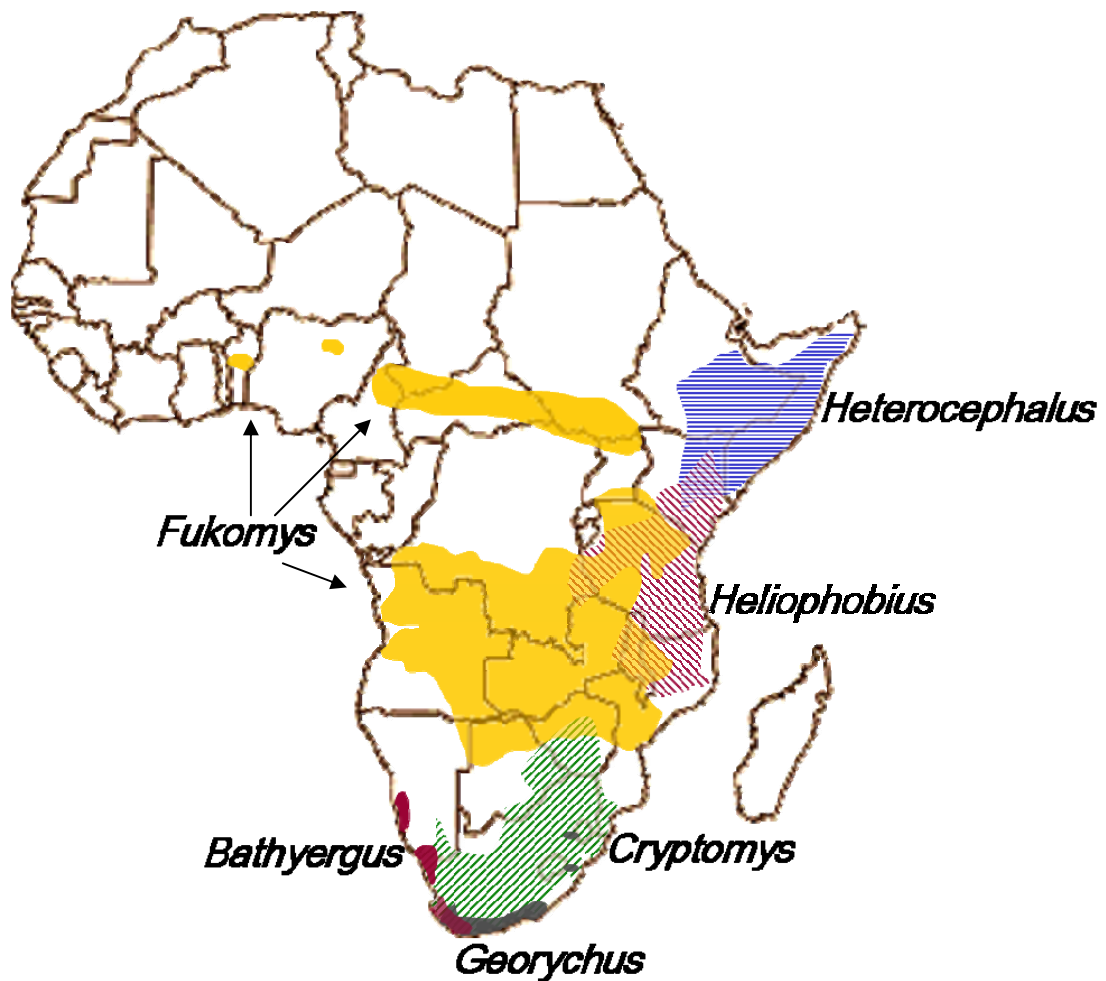 Heterocephalus
Fukomys
Heliophobius
Bathyergus
Cryptomys
Georychus